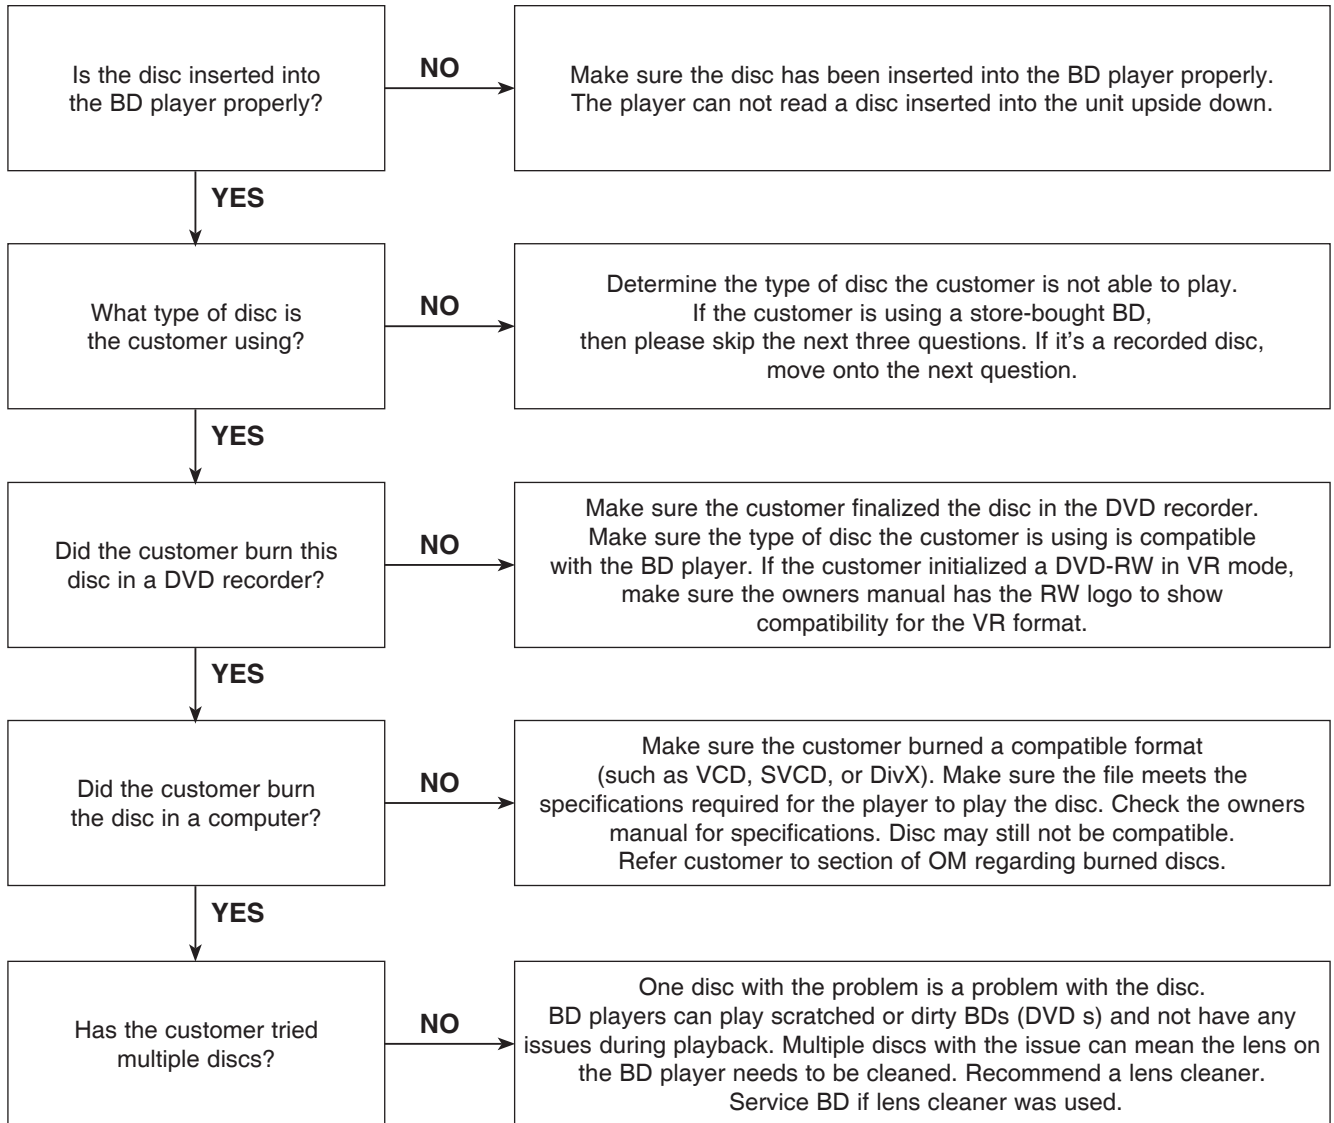 Is the disc inserted into
the BD player properly?
NO
Make sure the disc has been inserted into the BD player properly.
The player can not read a disc inserted into the unit upside down.
YES
What type of disc is
the customer using?
NO
Determine the type of disc the customer is not able to play.
If the customer is using a store-bought BD,
then please skip the next three questions. If it's a recorded disc,
move onto the next question.
YES
Did the customer burn this
disc in a DVD recorder?
NO
Make sure the customer finalized the disc in the DVD recorder.
Make sure the type of disc the customer is using is compatible
with the BD player. If the customer initialized a DVD-RW in VR mode,
make sure the owners manual has the RW logo to show
compatibility for the VR format.
YES
Did the customer burn
the disc in a computer?
NO
Make sure the customer burned a compatible format
(such as VCD, SVCD, or DivX). Make sure the file meets the
specifications required for the player to play the disc. Check the owners
manual for specifications. Disc may still not be compatible.
Refer customer to section of OM regarding burned discs.
YES
Has the customer tried
multiple discs?
NO
One disc with the problem is a problem with the disc.
BD players can play scratched or dirty BDs (DVD s) and not have any
issues during playback. Multiple discs with the issue can mean the lens on
the BD player needs to be cleaned. Recommend a lens cleaner.
Service BD if lens cleaner was used.